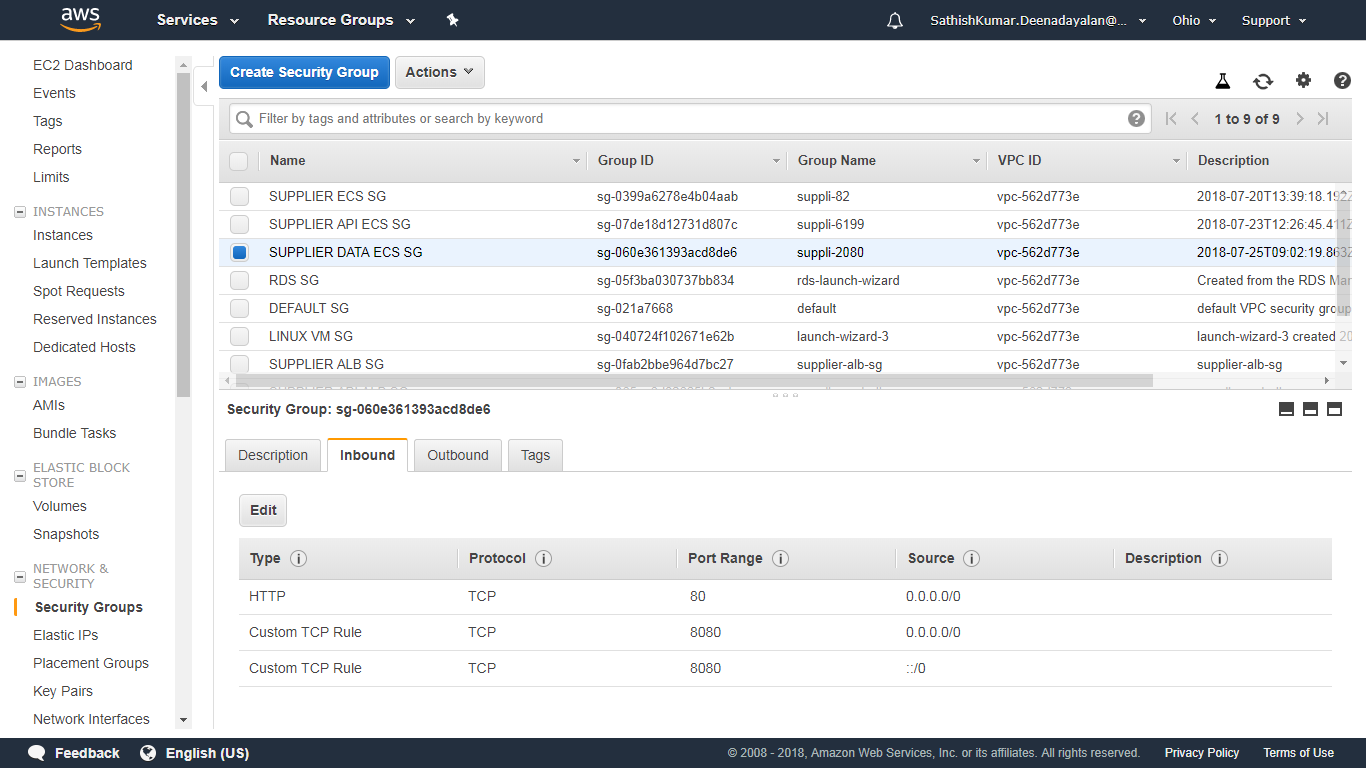 aws Services Resource Groups SathishKumar.Deenadayalan@... Ohio Support
EC2 Dashboard
Events
Tags
Reports
Limits
INSTANCES
Instances
Launch Templates
Spot Requests
Reserved Instances
Dedicated Hosts
IMAGES
AMIs
Bundle Tasks
ELASTIC BLOCK
STORE
Volumes
Snapshots
NETWORK &
SECURITY
Security Groups
Elastic IPs
Placement Groups
Key Pairs
Network Interfaces
Create Security Group Actions
Filter by tags and attributes or search by keyword 1 to 9 of 9
Name Group ID Group Name VPC ID Description
SUPPLIER ECS SG sg-0399a6278e4b04aab suppli-82 vpc-562d773e 2018-07-20T13:39:18.192Z
SUPPLIER API ECS SG sg-07de18d12731d807c suppli-6199 vpc-562d773e 2018-07-23T12:26:45.411Z
SUPPLIER DATA ECS SG sg-060e361393acd8de6 suppli-2080 vpc-562d773e 2018-07-25T09:02:19.863Z
RDS SG sg-05f3ba030737bb834 rds-launch-wizard vpc-562d773e Created from the RDS Man
DEFAULT SG sg-021a7668 default vpc-562d773e default VPC security group
LINUX VM SG sg-040724f102671e62b launch-wizard-3 vpc-562d773e launch-wizard-3 created 20
SUPPLIER ALB SG sg-0fab2bbe964d7bc27 supplier-alb-sg vpc-562d773e supplier-alb-sg
Security Group: sg-060e361393acd8de6
Description Inbound Outbound Tags
Edit
Type Protocol Port Range Source Description
HTTP TCP 80 0.0.0.0/0
Custom TCP Rule TCP 8080 0.0.0.0/0
Custom TCP Rule TCP 8080 ::/0
Feedback English (US) © 2008 - 2018, Amazon Web Services, Inc. or its affiliates. All rights reserved. Privacy Policy Terms of Use